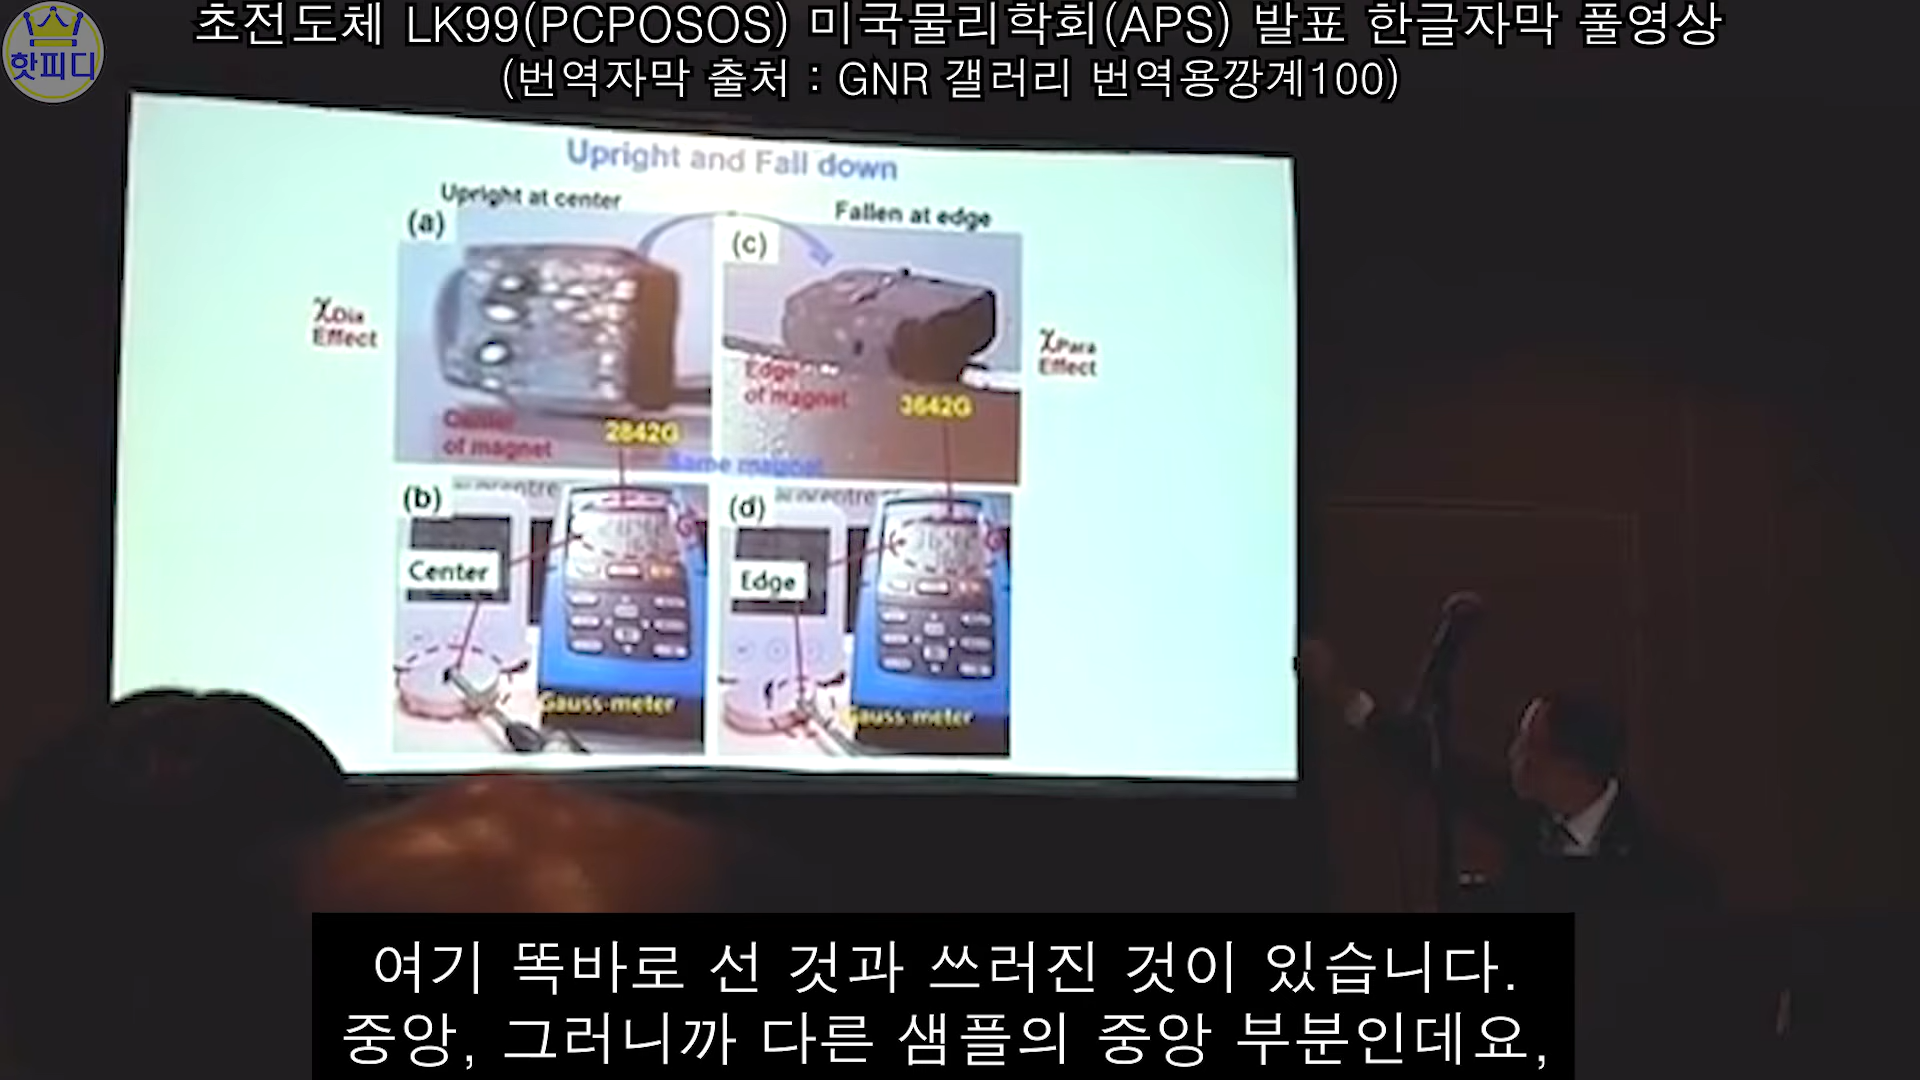 초전도체 LK99(PCPOSOS) 미국물리학회(APS) 발표 한글자막 풀영상
(번역자막 출처 : GNR 갤러리 번역용깡계100)
핫피디
Upright and Fall down
Upright at center
Fallen at edge
(a)
(c)
χDia
Effect
χPara
Effect
Center
of magnet
2842G
Edge
of magnet
3642G
Same magnet
(b)
(d)
Center
Edge
Gauss-meter
Gauss-meter
여기 똑바로 선 것과 쓰러진 것이 있습니다.
중앙, 그러니까 다른 샘플의 중앙 부분인데요,